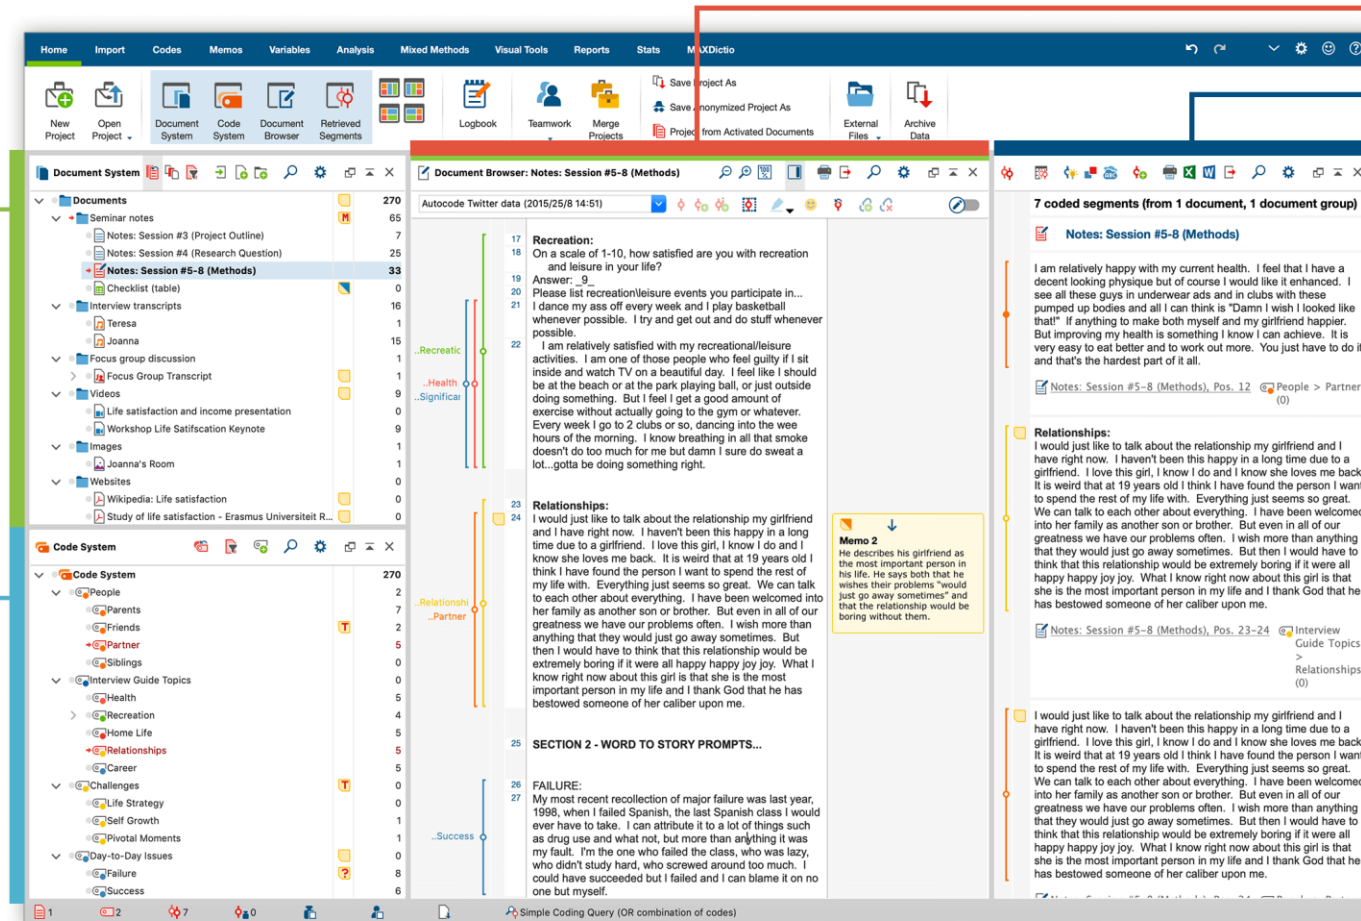 Home Import Codes Memos Variables Analysis Mixed Methods Visual Tools Reports Stats MAXDictio
New Project
Open Project
Document System
Code System
Document Browser
Retrieved Segments
Logbook
Teamwork
Merge Projects
Save Project As
Save Anonymized Project As
Project from Activated Documents
External Files
Archive Data
Document System
Documents 270
Seminar notes M 65
Notes: Session #3 (Project Outline) 7
Notes: Session #4 (Research Question) 25
Notes: Session #5-8 (Methods) 33
Checklist (table) 0
Interview transcripts 16
Teresa 1
Joanna 15
Focus group discussion 1
Focus Group Transcript 1
Videos 9
Life satisfaction and income presentation 0
Workshop Life Satifscation Keynote 9
Images 1
Joanna's Room 1
Websites 0
Wikipedia: Life satisfaction 0
Study of life satisfaction - Erasmus Universiteit R... 0
Code System
Code System 270
People 2
Parents 7
Friends T 2
Partner 5
Siblings 0
Interview Guide Topics 0
Health 5
Recreation 4
Home Life 5
Relationships 5
Career 5
Challenges T 0
Life Strategy 0
Self Growth 1
Pivotal Moments 1
Day-to-Day Issues 0
Failure ? 8
Success 6
Document Browser: Notes: Session #5-8 (Methods)
Autocode Twitter data (2015/25/8 14:51)
..Recreatic
..Health
..Significar
..Relationshi
..Partner
..Success
17 Recreation:
18 On a scale of 1-10, how satisfied are you with recreation
and leisure in your life?
19 Answer: _9_
20 Please list recreation\leisure events you participate in...
21 I dance my ass off every week and I play basketball
whenever possible. I try and get out and do stuff whenever
possible.
22 I am relatively satisfied with my recreational/leisure
activities. I am one of those people who feel guilty if I sit
inside and watch TV on a beautiful day. I feel like I should
be at the beach or at the park playing ball, or just outside
doing something. But I feel I get a good amount of
exercise without actually going to the gym or whatever.
Every week I go to 2 clubs or so, dancing into the wee
hours of the morning. I know breathing in all that smoke
doesn't do too much for me but damn I sure do sweat a
lot...gotta be doing something right.
23 Relationships:
24 I would just like to talk about the relationship my girlfriend
and I have right now. I haven't been this happy in a long
time due to a girlfriend. I love this girl, I know I do and I
know she loves me back. It is weird that at 19 years old I
think I have found the person I want to spend the rest of
my life with. Everything just seems so great. We can talk
to each other about everything. I have been welcomed into
her family as another son or brother. But even in all of our
greatness we have our problems often. I wish more than
anything that they would just go away sometimes. But
then I would have to think that this relationship would be
extremely boring if it were all happy happy joy joy. What I
know right now about this girl is that she is the most
important person in my life and I thank God that he has
bestowed someone of her caliber upon me.
25 SECTION 2 - WORD TO STORY PROMPTS...
26 FAILURE:
27 My most recent recollection of major failure was last year,
1998, when I failed Spanish, the last Spanish class I would
ever have to take. I can attribute it to a lot of things such
as drug use and what not, but more than anything it was
my fault. I'm the one who failed the class, who was lazy,
who didn't study hard, who screwed around too much. I
could have succeeded but I failed and I can blame it on no
one but myself.
Memo 2
He describes his girlfriend as
the most important person in
his life. He says both that he
wishes their problems "would
just go away sometimes" and
that the relationship would be
boring without them.
7 coded segments (from 1 document, 1 document group)
Notes: Session #5-8 (Methods)
I am relatively happy with my current health. I feel that I have a
decent looking physique but of course I would like it enhanced. I
see all these guys in underwear ads and in clubs with these
pumped up bodies and all I can think is "Damn I wish I looked like
that!" If anything to make both myself and my girlfriend happier.
But improving my health is something I know I can achieve. It is
very easy to eat better and to work out more. You just have to do it
and that's the hardest part of it all.
Notes: Session #5-8 (Methods), Pos. 12 People > Partner
(0)
Relationships:
I would just like to talk about the relationship my girlfriend and I
have right now. I haven't been this happy in a long time due to a
girlfriend. I love this girl, I know I do and I know she loves me back
It is weird that at 19 years old I think I have found the person I want
to spend the rest of my life with. Everything just seems so great.
We can talk to each other about everything. I have been welcomed
into her family as another son or brother. But even in all of our
greatness we have our problems often. I wish more than anything
that they would just go away sometimes. But then I would have to
think that this relationship would be extremely boring if it were all
happy happy joy joy. What I know right now about this girl is that
she is the most important person in my life and I thank God that he
has bestowed someone of her caliber upon me.
Notes: Session #5-8 (Methods), Pos. 23-24 Interview
Guide Topics
>
Relationships
(0)
I would just like to talk about the relationship my girlfriend and I
have right now. I haven't been this happy in a long time due to a
girlfriend. I love this girl, I know I do and I know she loves me back
It is weird that at 19 years old I think I have found the person I want
to spend the rest of my life with. Everything just seems so great.
We can talk to each other about everything. I have been welcomed
into her family as another son or brother. But even in all of our
greatness we have our problems often. I wish more than anything
that they would just go away sometimes. But then I would have to
think that this relationship would be extremely boring if it were all
happy happy joy joy. What I know right now about this girl is that
she is the most important person in my life and I thank God that he
has bestowed someone of her caliber upon me.
1 2 7 0 Simple Coding Query (OR combination of codes)